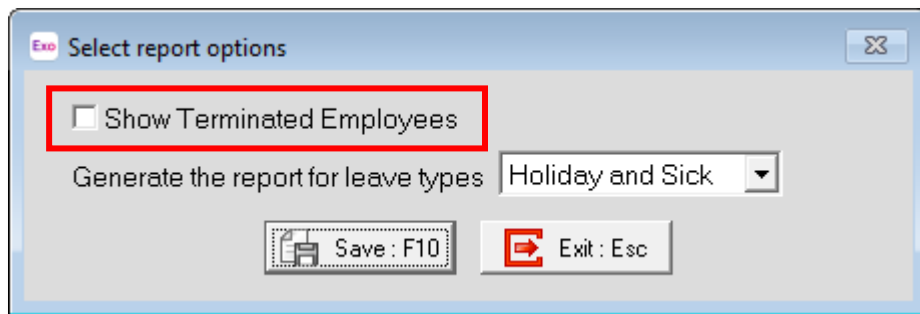 Exo Select report options
Show Terminated Employees
Generate the report for leave types Holiday and Sick
Save : F10 Exit : Esc